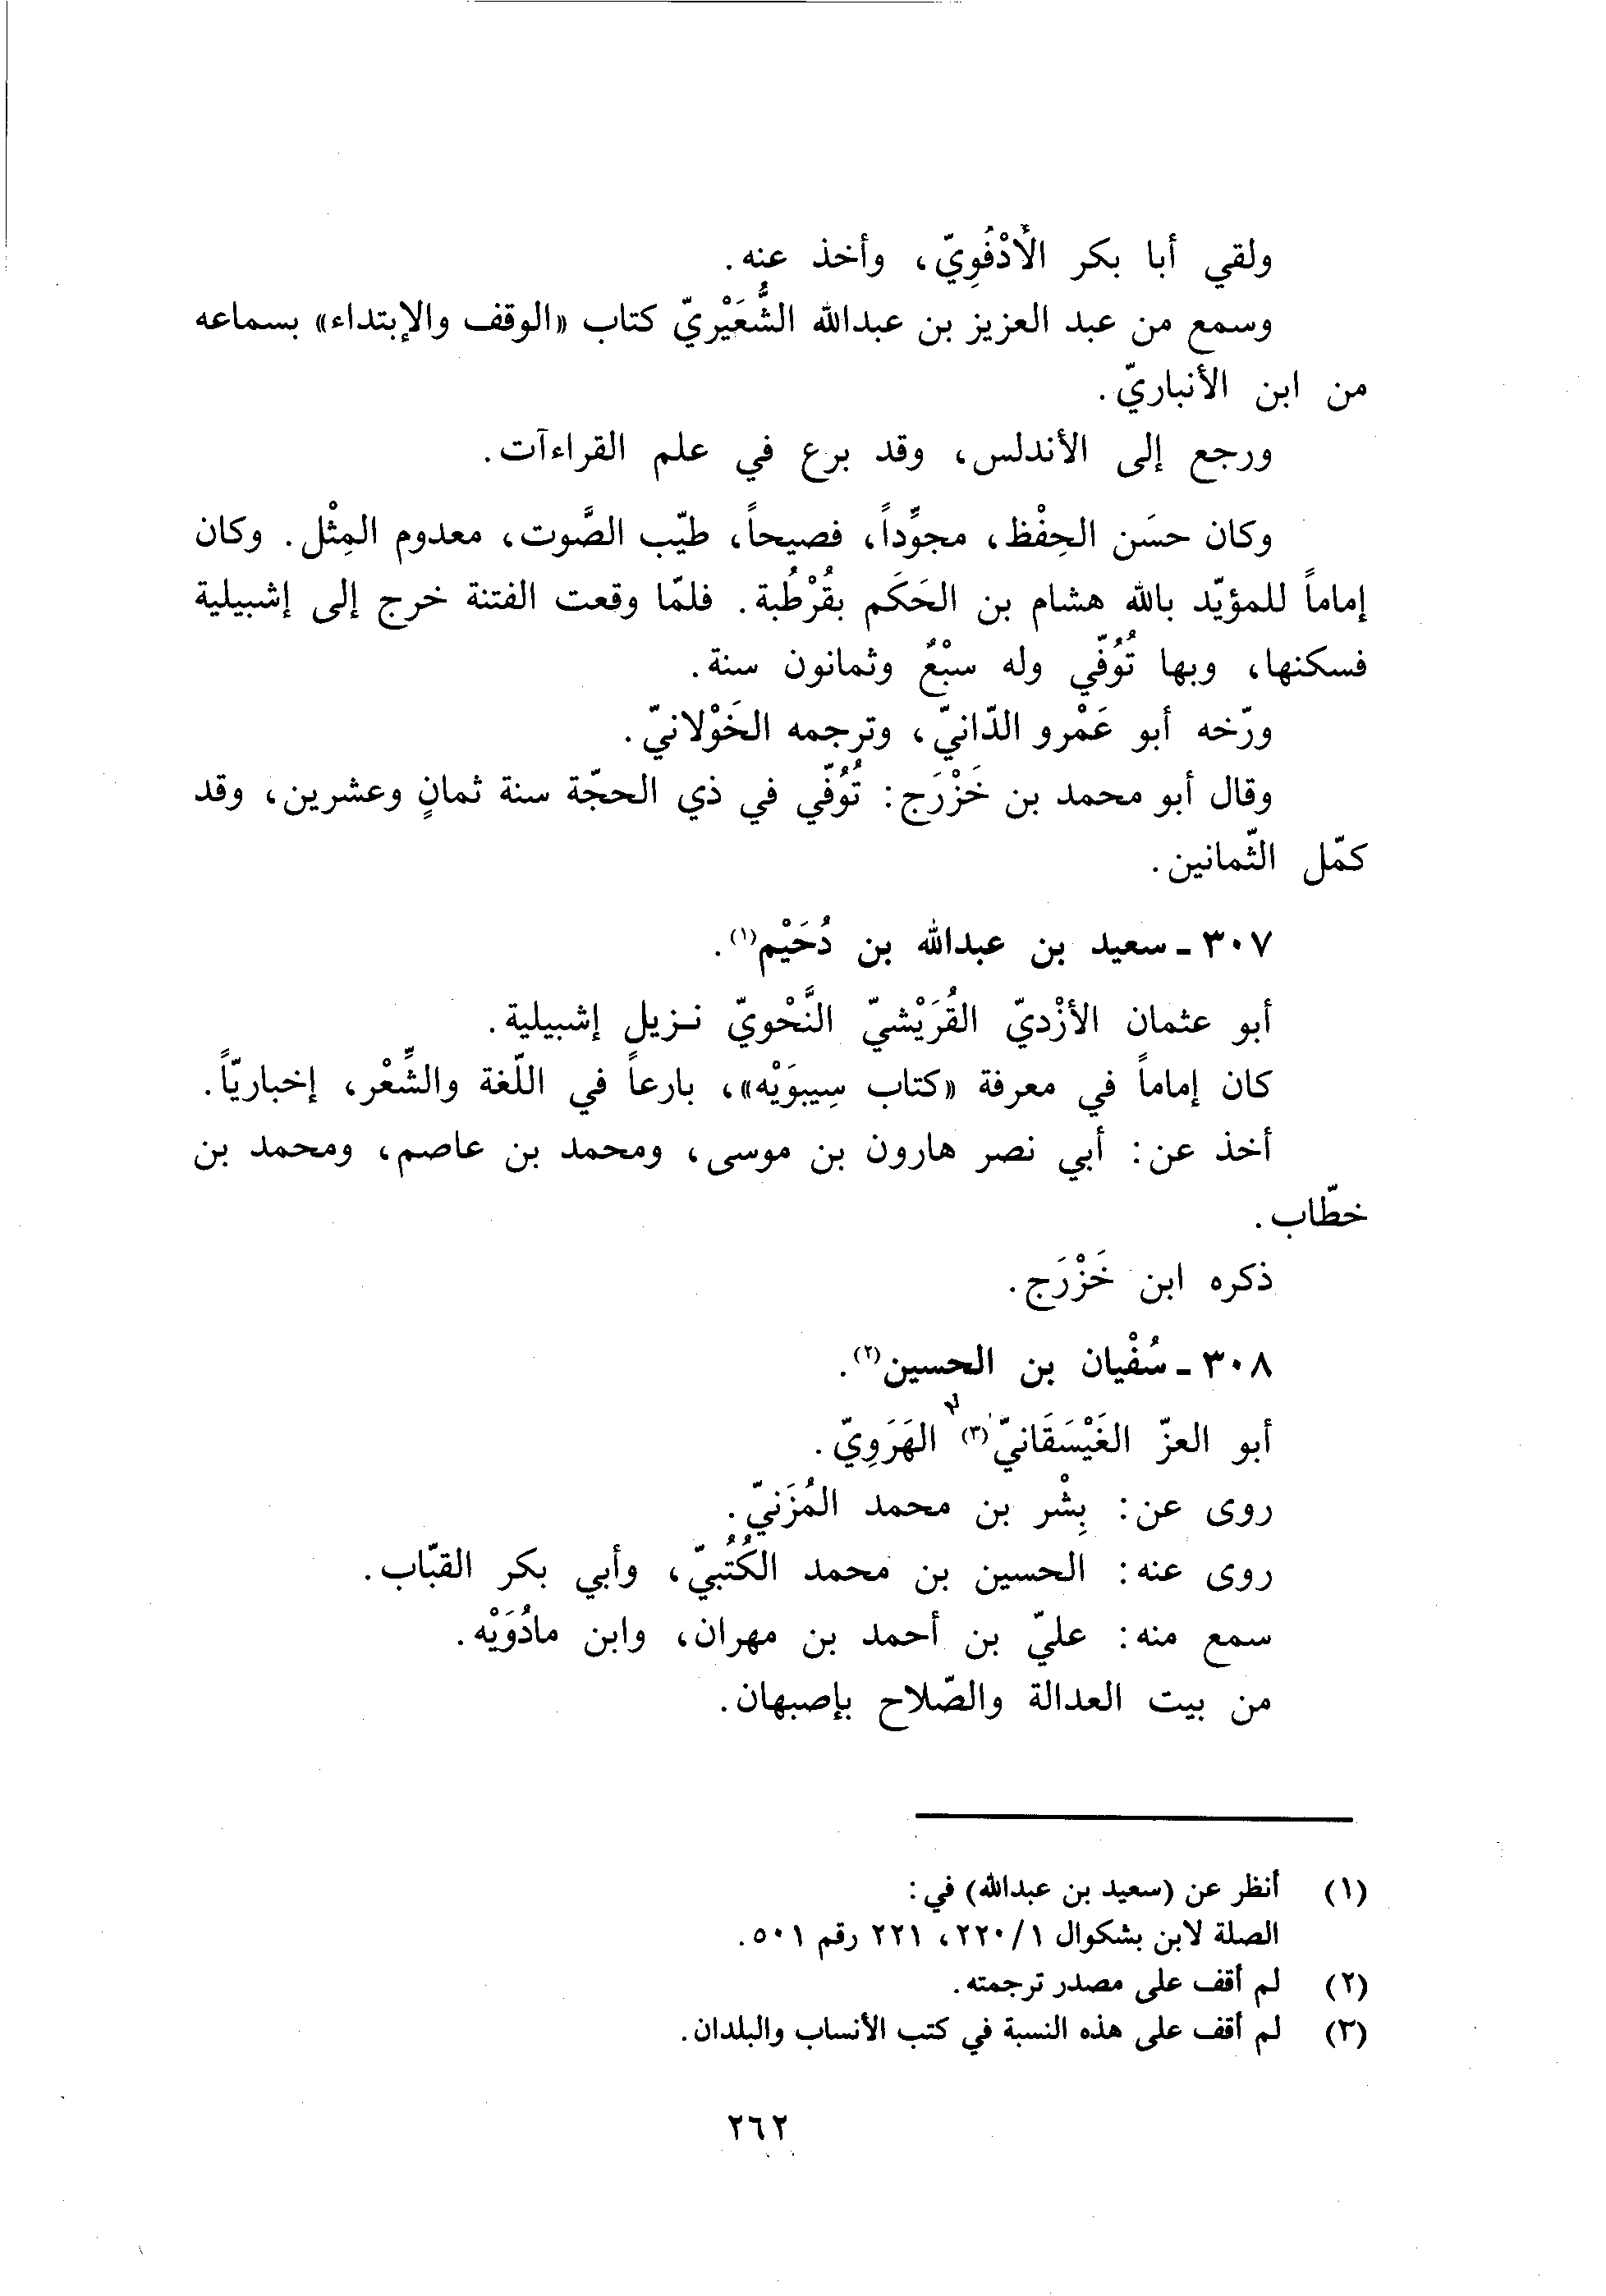 ولقي أبا بكر الأُدْفُوِيّ، وأخذ عنه.
وسمع من عبد العزيز بن عبدالله الشُّعَيْريّ كتاب «الوقف والإبتداء» بسماعه
من ابن الأنباريّ.
ورجع إلى الأندلس، وقد برع في علم القراءآت.
وكان حسَن الحِفْظ، مجوِّداً، فصيحاً، طيّب الصَّوت، معدوم المِثْل. وكان
إماماً للمؤيّد بالله هشام بن الحَكَم بقُرْطُبة. فلمّا وقعت الفتنة خرج إلى إشبيلية
فسكنها، وبها تُوُفّي وله سبْعٌ وثمانون سنة.
ورّخه أبو عَمْرو الدّانيّ، وترجمه الخَوْلانيّ.
وقال أبو محمد بن خَزْرَج: تُوُفّي في ذي الحجّة سنة ثمانٍ وعشرين، وقد
كمّل الثّمانين.
٣٠٧ - سعيد بن عبدالله بن دُحَيْم(١).
أبو عثمان الأزْديّ القُرَيْشيّ النَّحْويّ نـزيل إشبيلية.
كان إماماً في معرفة «كتاب سِيبوَيْه»، بارعاً في اللّغة والشِّعْر، إخباريّاً.
أخذ عن: أبي نصر هارون بن موسى، ومحمد بن عاصم، ومحمد بن
خطّاب.
ذكره ابن خَزْرَج.
٣٠٨ - سُفْيان بن الحسين(٢).
أبو العزّ الغَيْسَقَانيّ(٣) الهَرَوِيّ.
روى عن: بِشْر بن محمد المُزَنيّ.
روى عنه: الحسين بن محمد الكُتُبيّ، وأبي بكر القبّاب.
سمع منه: عليّ بن أحمد بن مهران، وابن مادُوَيْه.
من بيت العدالة والصّلاح بإصبهان.
(١) أنظر عن (سعيد بن عبدالله) في:
الصلة لابن بشكوال ١/٢٢٠، ٢٢١ رقم ٥٠١.
(٢) لم أقف على مصدر ترجمته.
(٣) لم أقف على هذه النسبة في كتب الأنساب والبلدان.
٢٦٢